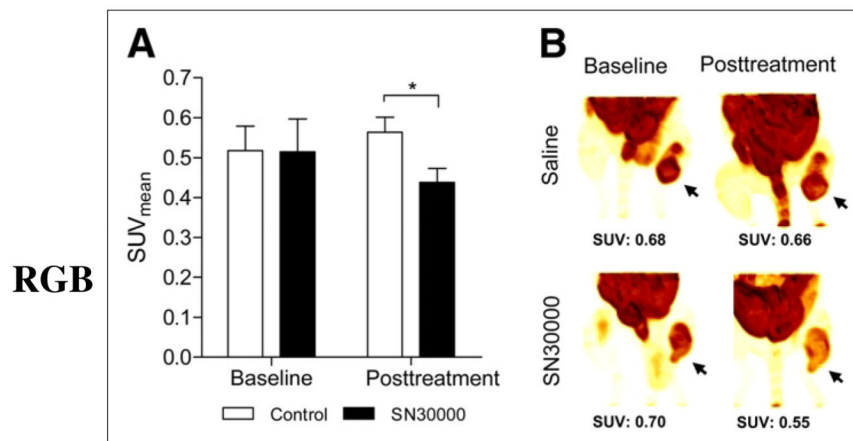 RGB
A
0.7
0.6
0.5
0.4
0.3
0.2
0.1
0.0
SUVmean
*
Baseline Posttreatment
Control SN30000
B
Baseline Posttreatment
Saline
SUV: 0.68 SUV: 0.66
SN30000
SUV: 0.70 SUV: 0.55